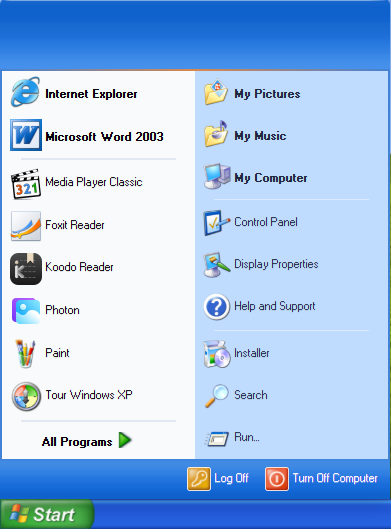 Internet Explorer
Microsoft Word 2003
321
Media Player Classic
Foxit Reader
Koodo Reader
Photon
Paint
Tour Windows XP
All Programs
My Pictures
My Music
My Computer
Control Panel
Display Properties
Help and Support
Installer
Search
Run...
Log Off
Turn Off Computer
Start